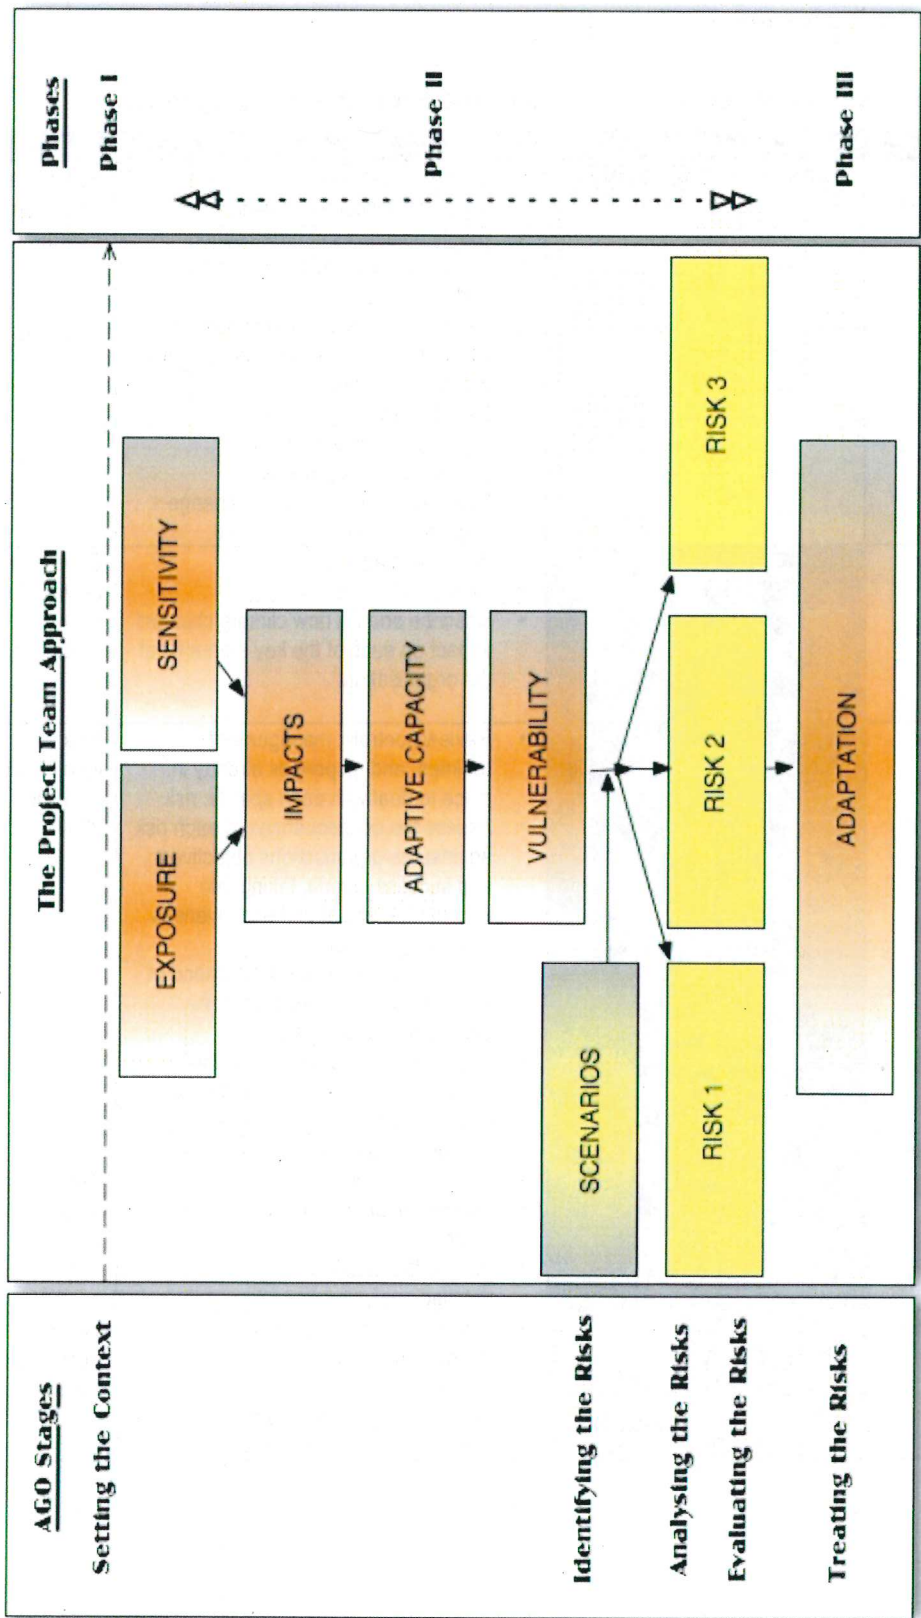 AGO Stages
Setting the Context
Identifying the Risks
Analysing the Risks
Evaluating the Risks
Treating the Risks
The Project Team Approach
EXPOSURE
SENSITIVITY
IMPACTS
ADAPTIVE CAPACITY
VULNERABILITY
SCENARIOS
RISK 1
RISK 2
RISK 3
ADAPTATION
Phases
Phase I
Phase II
Phase III